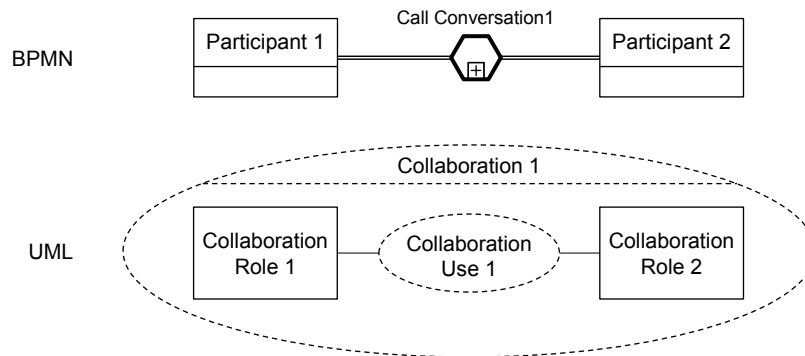 Call Conversation1
BPMN
Participant 1
Participant 2
Collaboration 1
UML
Collaboration
Role 1
Collaboration
Use 1
Collaboration
Role 2